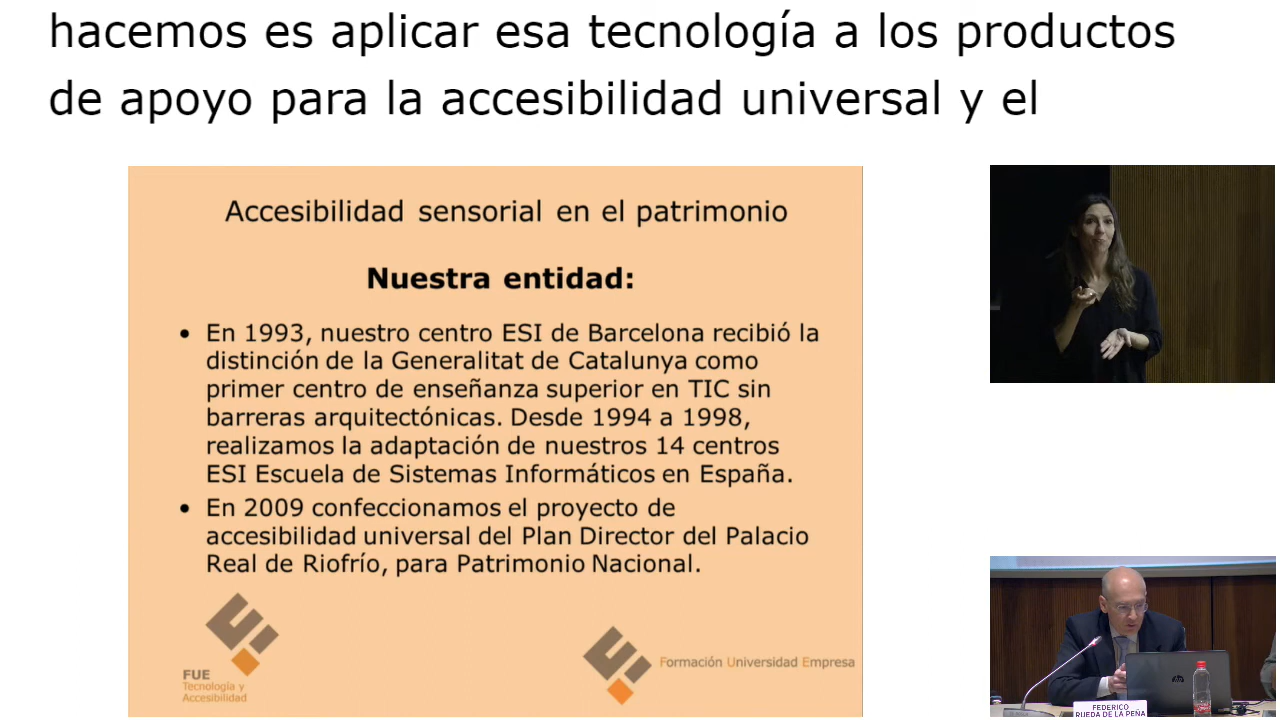 hacemos es aplicar esa tecnología a los productos
de apoyo para la accesibilidad universal y el
Accesibilidad sensorial en el patrimonio
Nuestra entidad:
• En 1993, nuestro centro ESI de Barcelona recibió la
distinción de la Generalitat de Catalunya como
primer centro de enseñanza superior en TIC sin
barreras arquitectónicas. Desde 1994 a 1998,
realizamos la adaptación de nuestros 14 centros
ESI Escuela de Sistemas Informáticos en España.
• En 2009 confeccionamos el proyecto de
accesibilidad universal del Plan Director del Palacio
Real de Riofrío, para Patrimonio Nacional.
FUE
Tecnología y
Accesibilidad
Formación Universidad Empresa
FEDERICO
RUEDA DE LA PEÑA